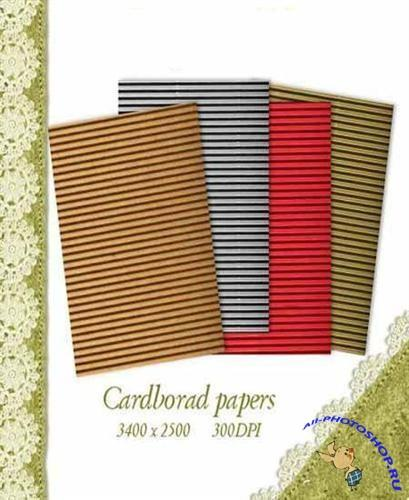 Cardborad papers
3400 x 2500 300DPI
All-PHOTOSHOP.RU